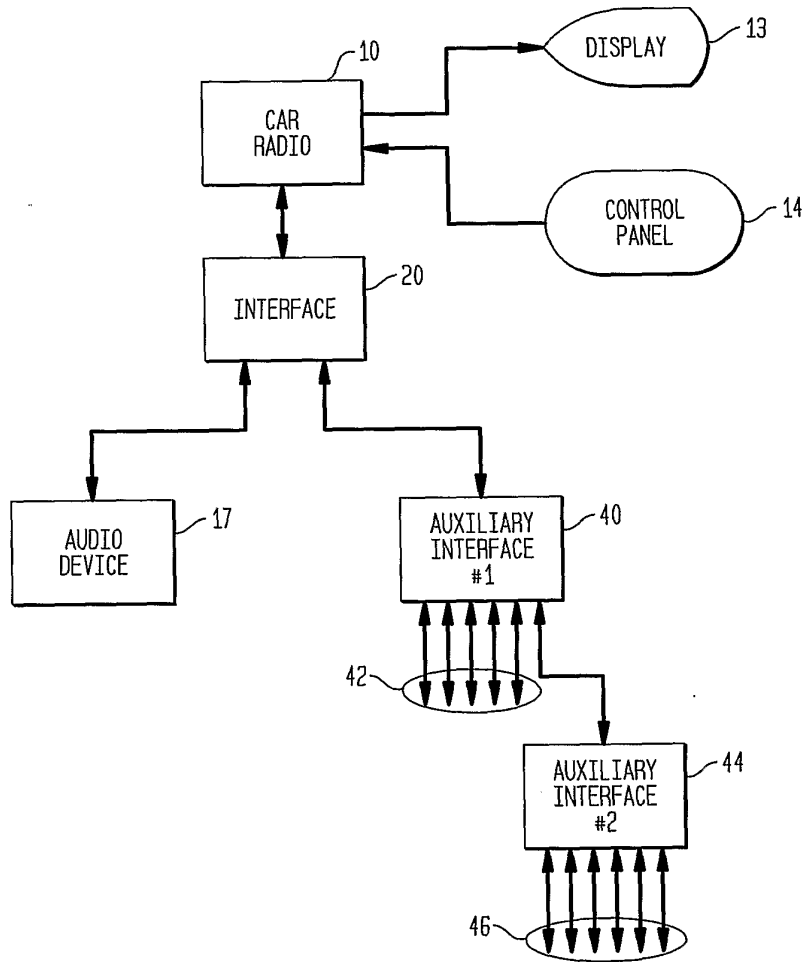 10
CAR
RADIO
DISPLAY
13
CONTROL
PANEL
14
INTERFACE
20
AUDIO
DEVICE
17
AUXILIARY
INTERFACE
#1
40
42
AUXILIARY
INTERFACE
#2
44
46